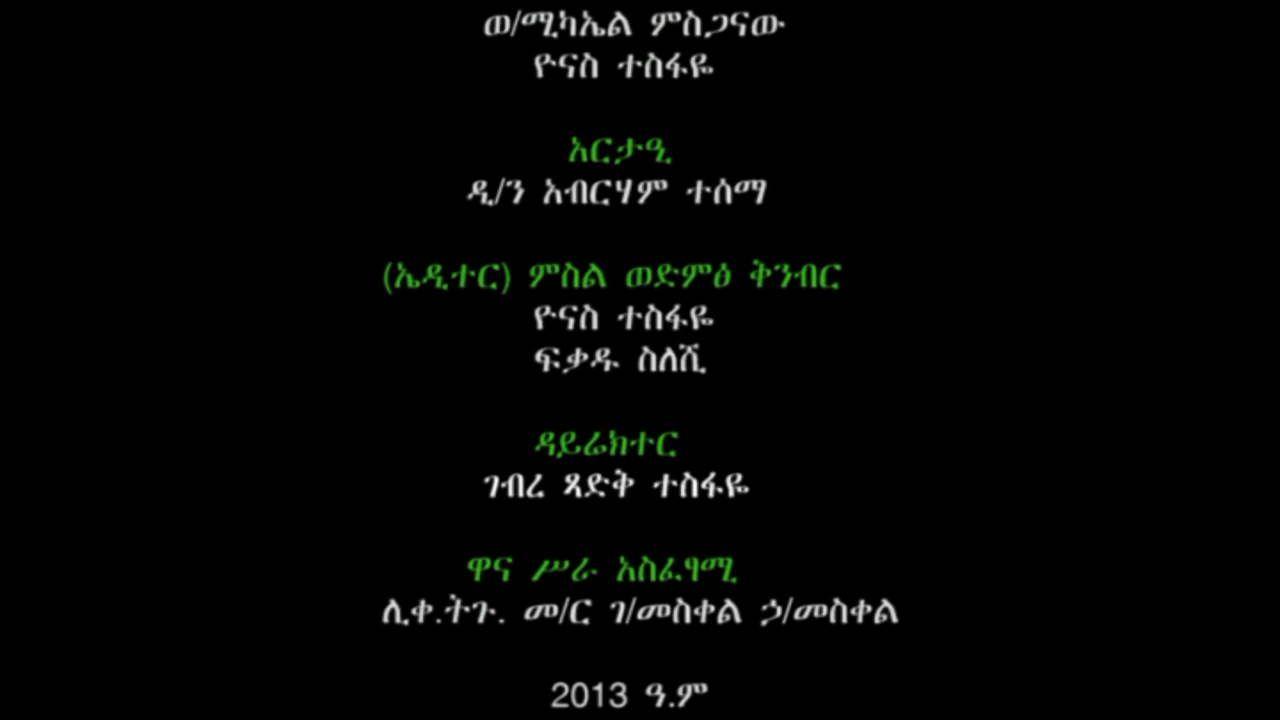 ወ/ሚካኤል ምስጋናው
ዮናስ ተስፋዬ
አርታዒ
ዲ/ን አብርሃም ተሰማ
(ኤዲተር) ምስል ወድምፅ ቅንብር
ዮናስ ተስፋዬ
ፍቃዱ ስለሺ
ዳይሬክተር
ገብረ ጻድቅ ተስፋዬ
ዋና ሥራ አስፈፃሚ
ሊቀ.ትጉ. መ/ር ገ/መስቀል ኃ/መስቀል
2013 ዓ.ም